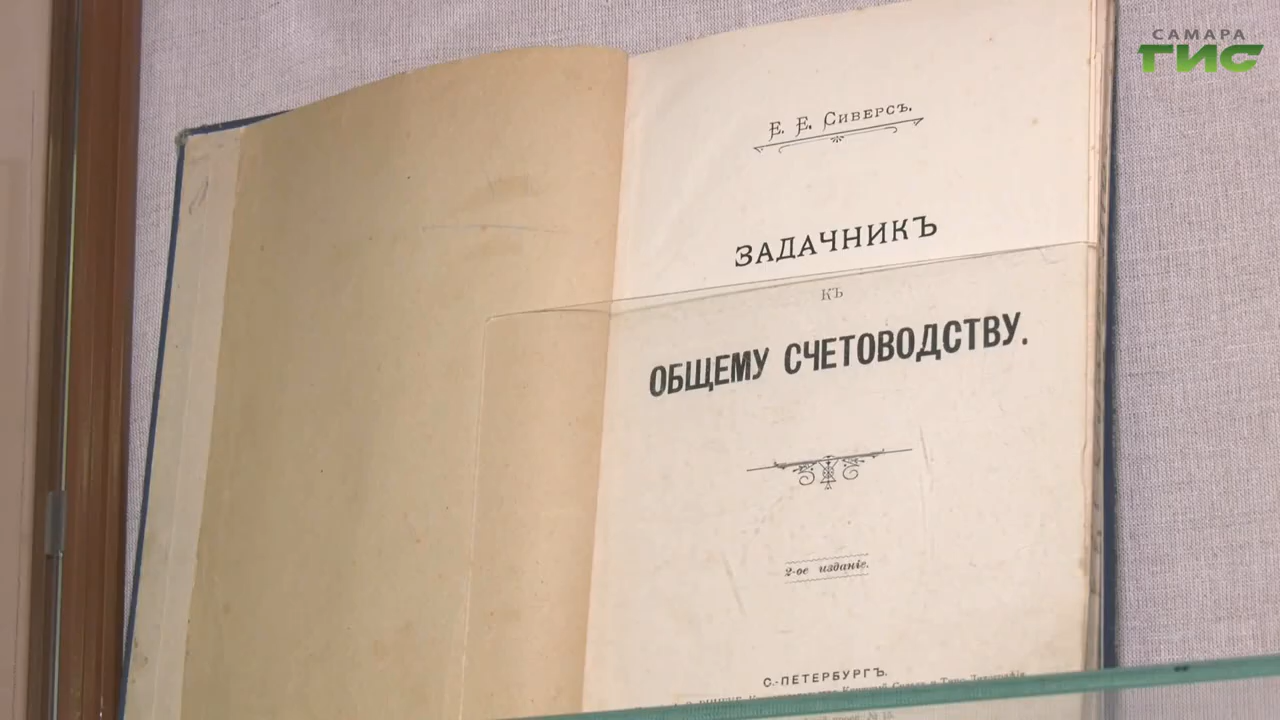 САМАРА
ГИС
Е. Е. Сиверсъ.
ЗАДАЧНИКЪ
КЪ
ОБЩЕМУ СЧЕТОВОДСТВУ.
2-ое изданіе.
С.-ПЕТЕРБУРГЪ.